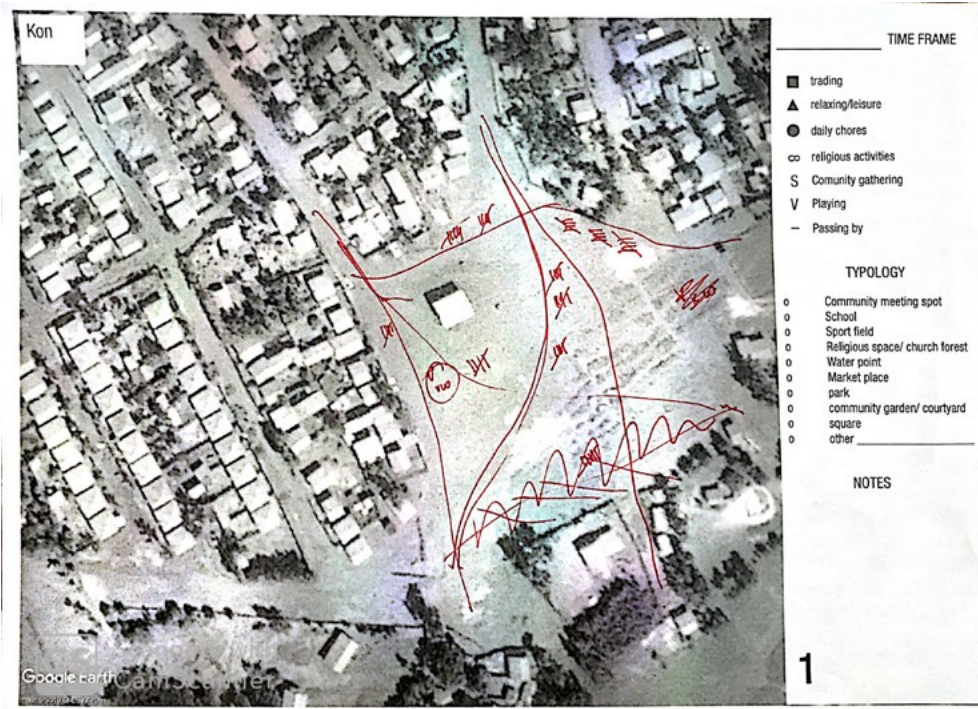 Kon
TIME FRAME
trading
relaxing/leisure
daily chores
religious activities
S Comunity gathering
V Playing
– Passing by
TYPOLOGY
o Community meeting spot
o School
o Sport field
o Religious space/ church forest
o Water point
o Market place
o park
o community garden/ courtyard
o square
o other
NOTES
1
Google Earth
CamScanner